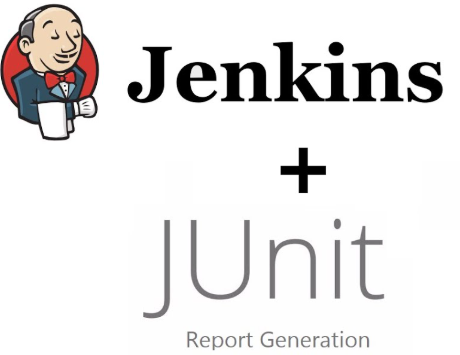 Jenkins
+
JUnit
Report Generation